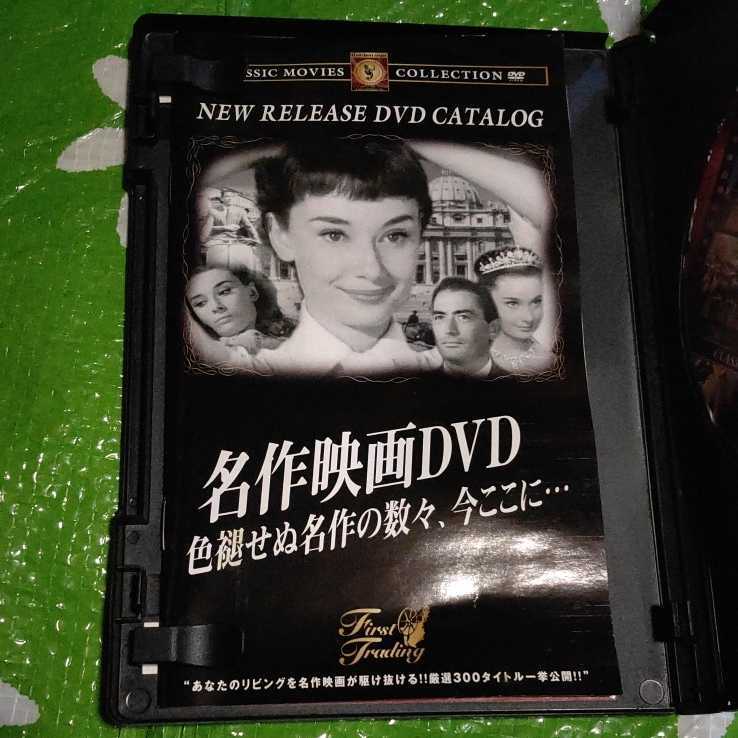 SSIC MOVIES COLLECTION DVD
NEW RELEASE DVD CATALOG
名作映画DVD
色褪せぬ名作の数々、今ここに…
First
Trading
“あなたのリビングを名作映画が駆け抜ける!!厳選300タイトル一挙公開!!”